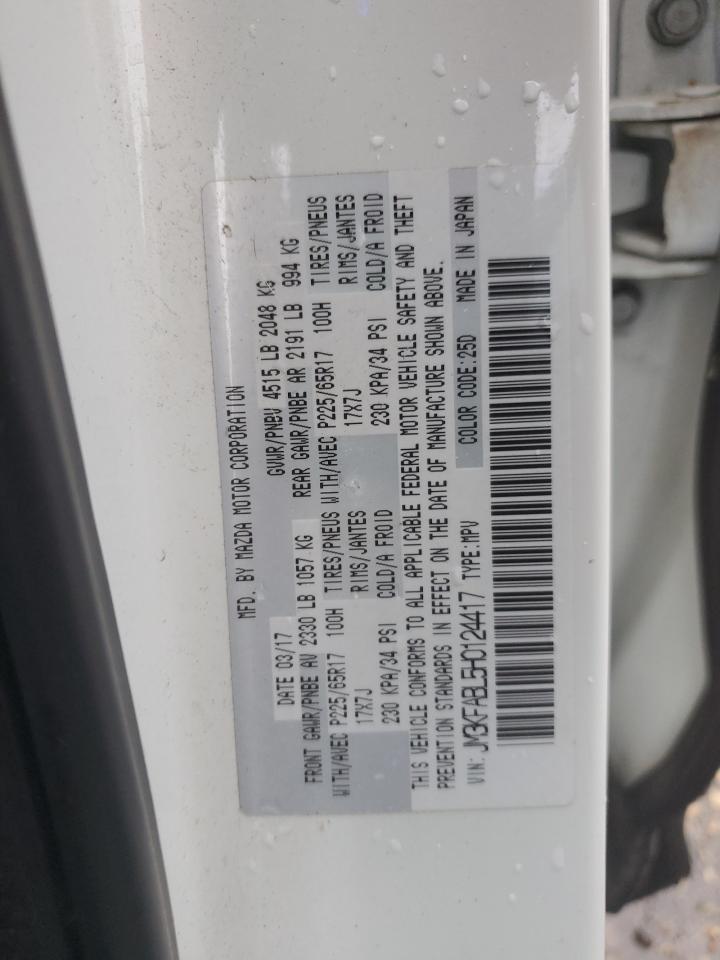 MFD. BY MAZDA MOTOR CORPORATION
DATE 03/17 GVWR/PNBV 4515 LB 2048 KG
FRONT GAWR/PNBE AV 2330 LB 1057 KG REAR GAWR/PNBE AR 2191 LB 994 KG
WITH/AVEC P225/65R17 100H TIRES/PNEUS WITH/AVEC P225/65R17 100H TIRES/PNEUS
17X7J RIMS/JANTES 17X7J RIMS/JANTES
230 KPA/34 PSI COLD/A FROID 230 KPA/34 PSI COLD/A FROID
THIS VEHICLE CONFORMS TO ALL APPLICABLE FEDERAL MOTOR VEHICLE SAFETY AND THEFT
PREVENTION STANDARDS IN EFFECT ON THE DATE OF MANUFACTURE SHOWN ABOVE.
VIN: JM3KFABL5H0124417 TYPE:MPV COLOR CODE:25D MADE IN JAPAN